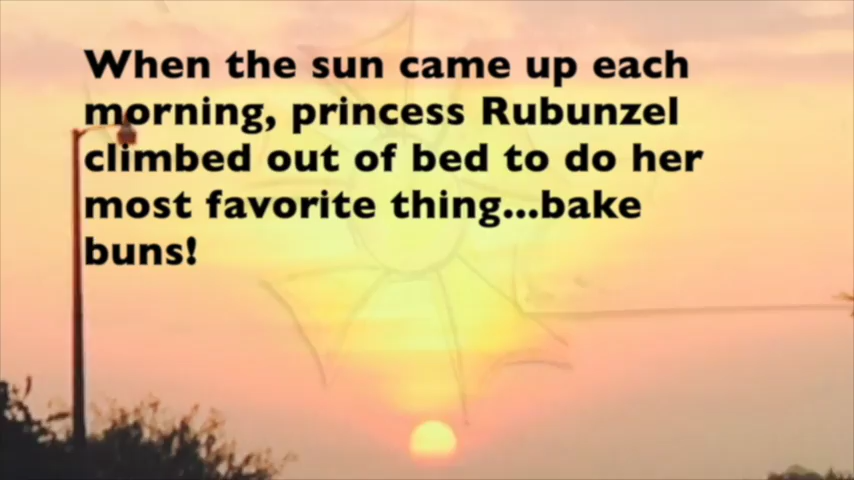 When the sun came up each
morning, princess Rubunzel
climbed out of bed to do her
most favorite thing...bake
buns!